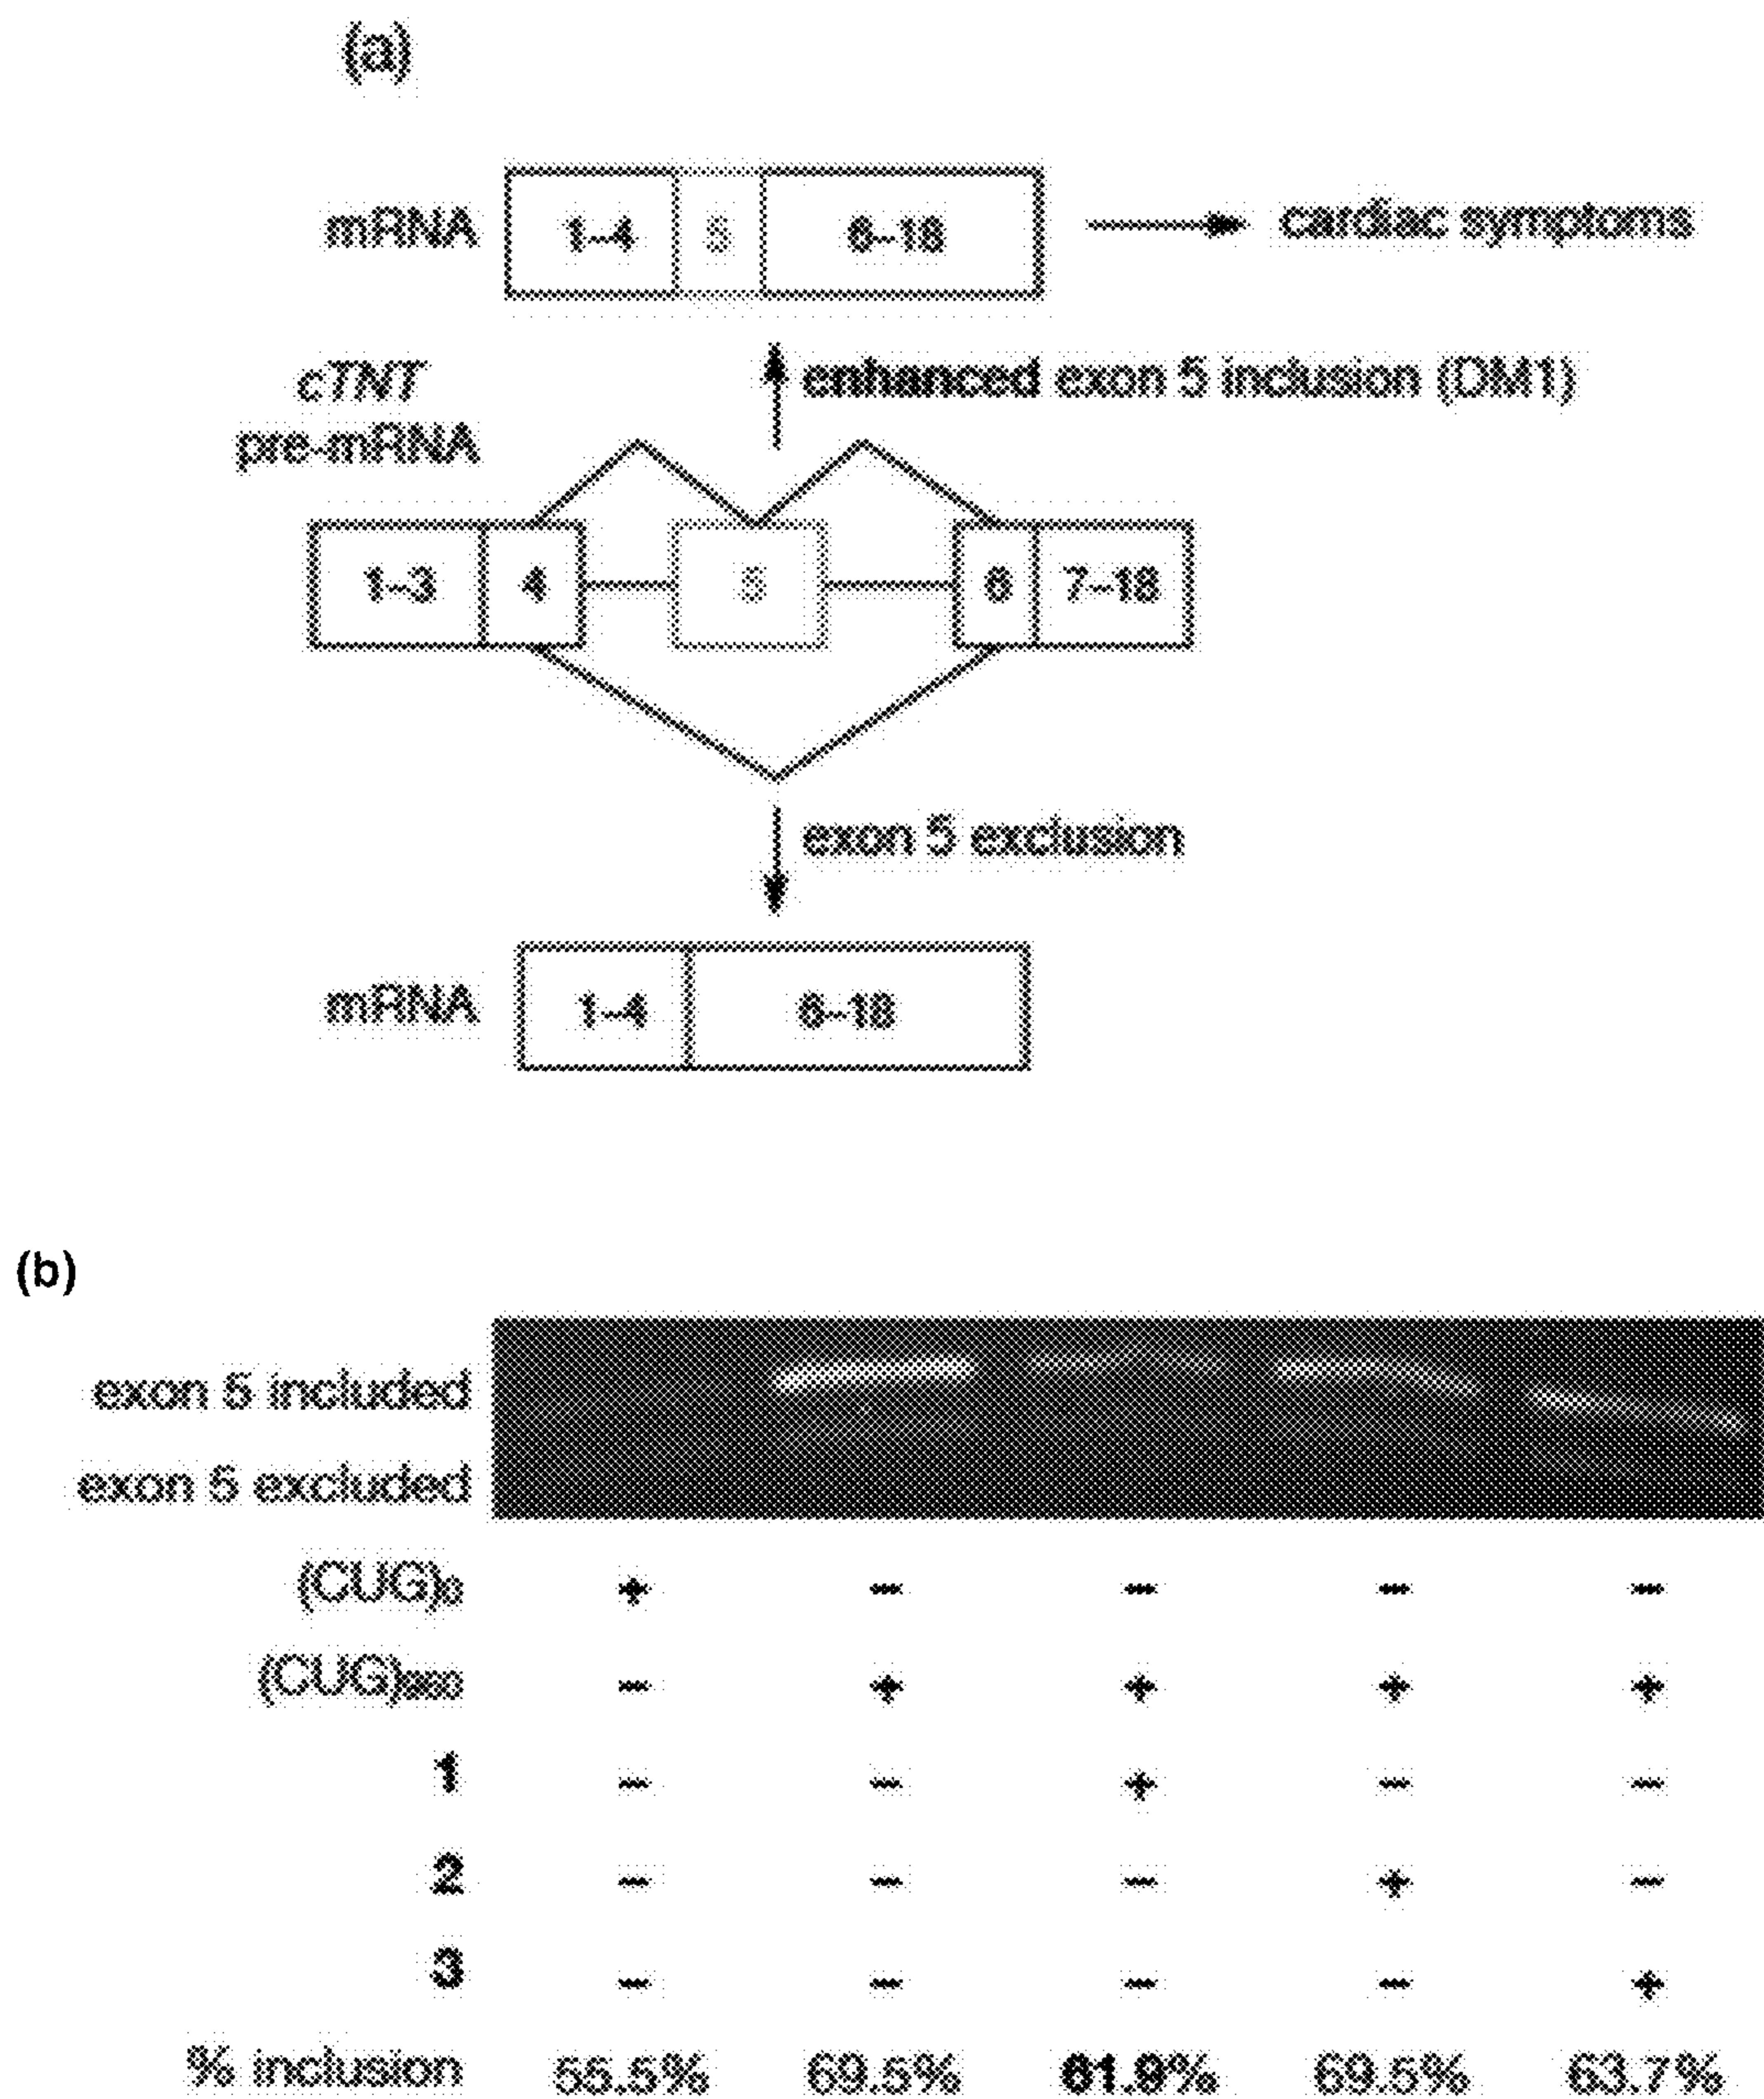 (a)
mRNA 1–4 5 6–18 cardiac symptoms
cTNT
pre-mRNA
enhanced exon 5 inclusion (DM1)
1–3 4 5 6 7–18
exon 5 exclusion
mRNA 1–4 6–18
(b)
exon 5 included
exon 5 excluded
(CUG)0 + – – – –
(CUG) – + + + +
1 – – + – –
2 – – – + –
3 – – – – +
% inclusion 55.5% 69.5% 61.9% 69.5% 63.7%